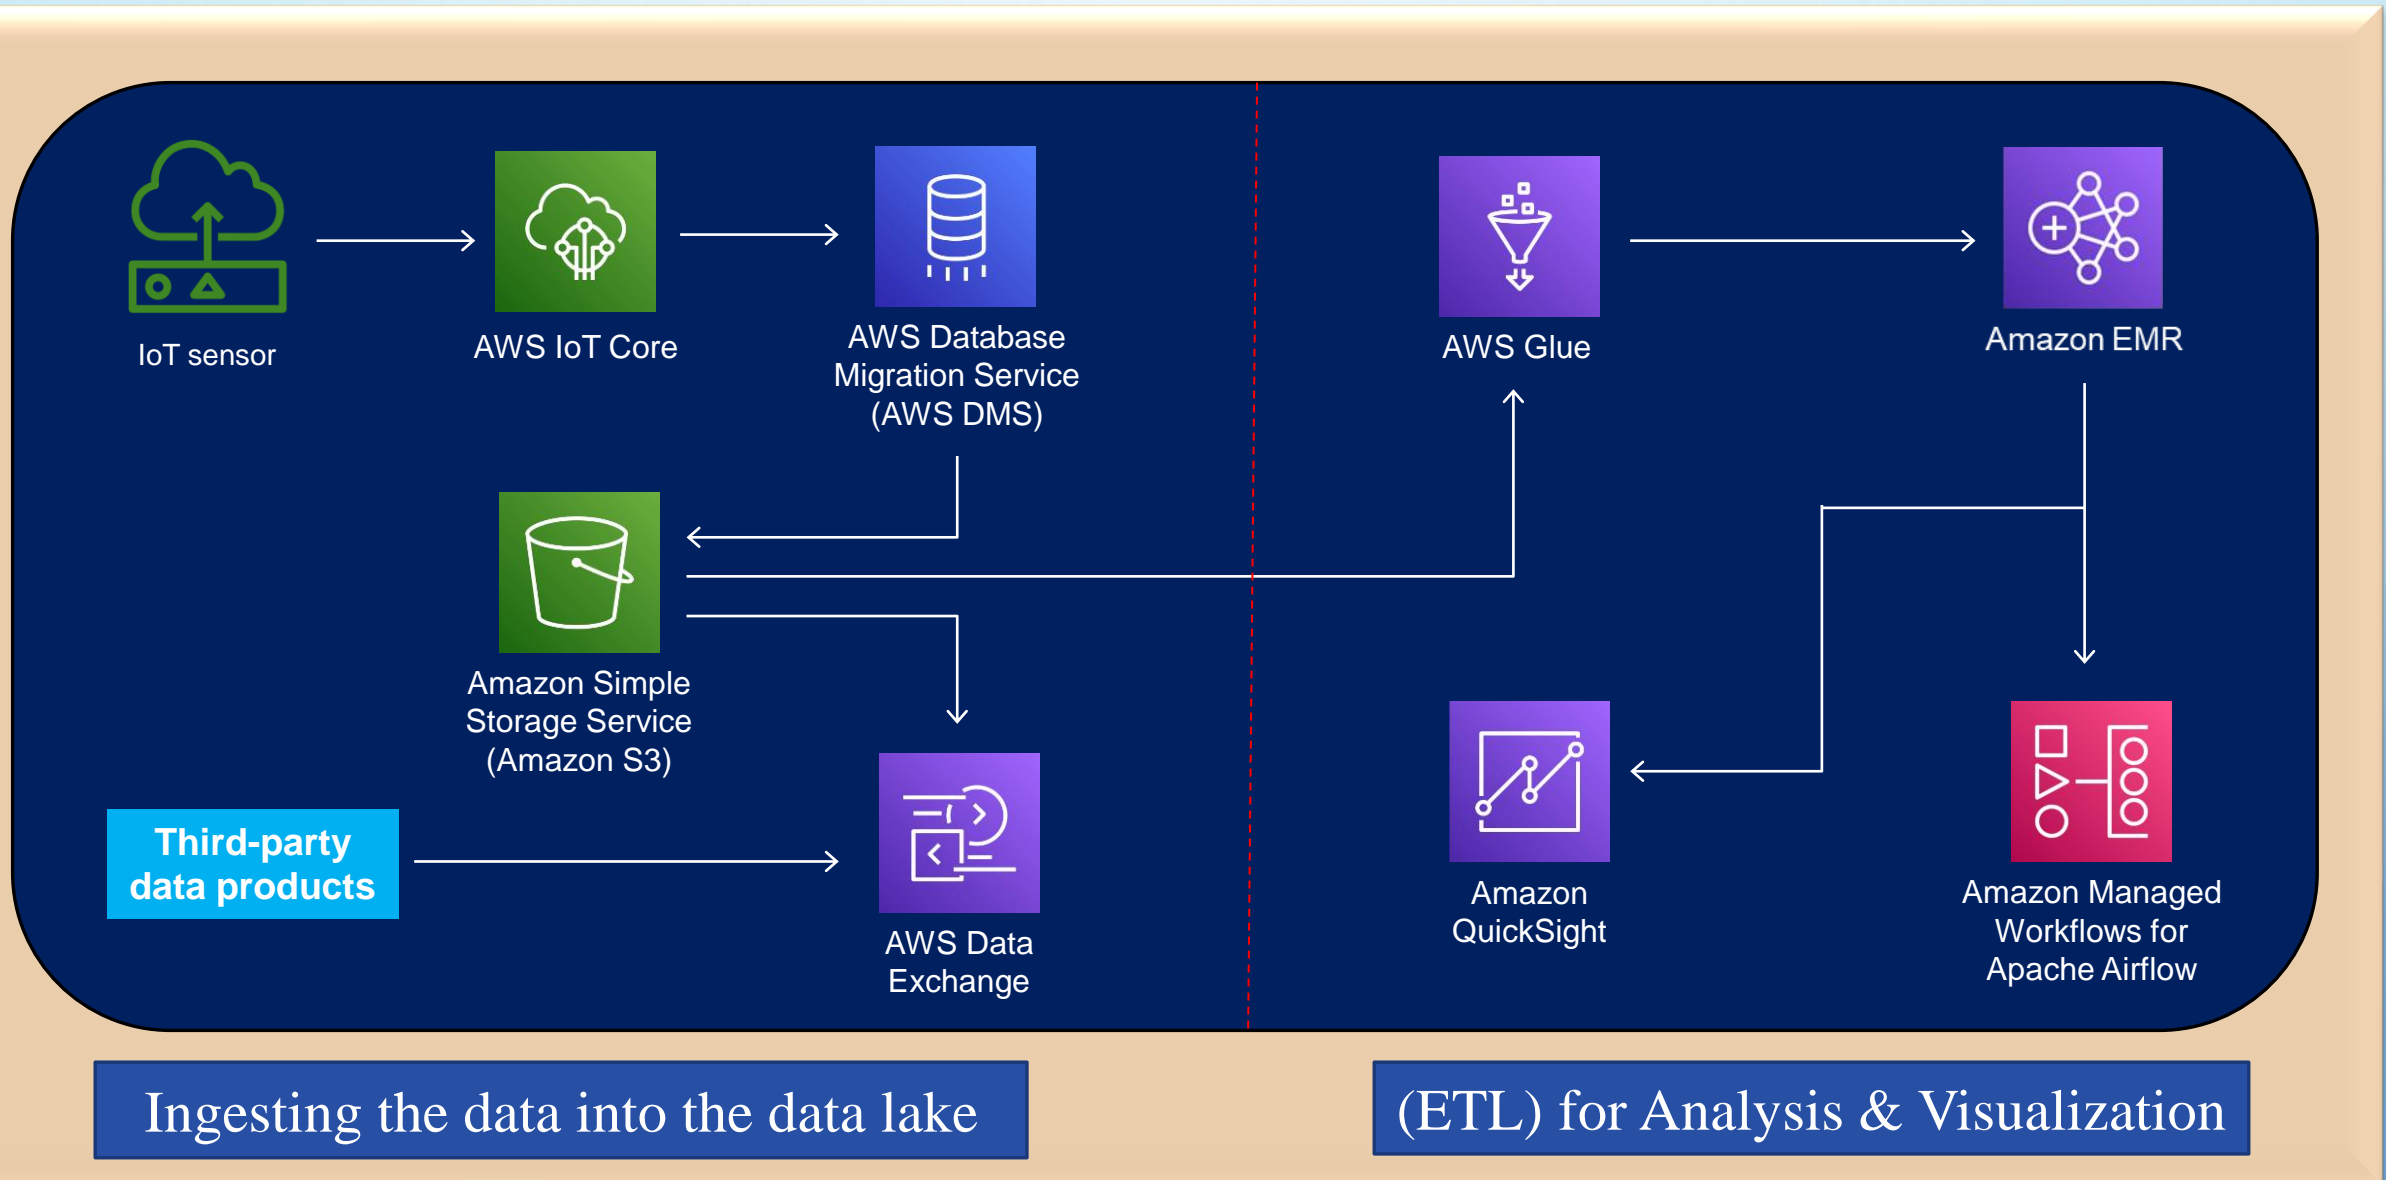 IoT sensor
AWS IoT Core
AWS Database
Migration Service
(AWS DMS)
Amazon Simple
Storage Service
(Amazon S3)
Third-party
data products
AWS Data
Exchange
AWS Glue
Amazon EMR
Amazon
QuickSight
Amazon Managed
Workflows for
Apache Airflow
Ingesting the data into the data lake
(ETL) for Analysis & Visualization